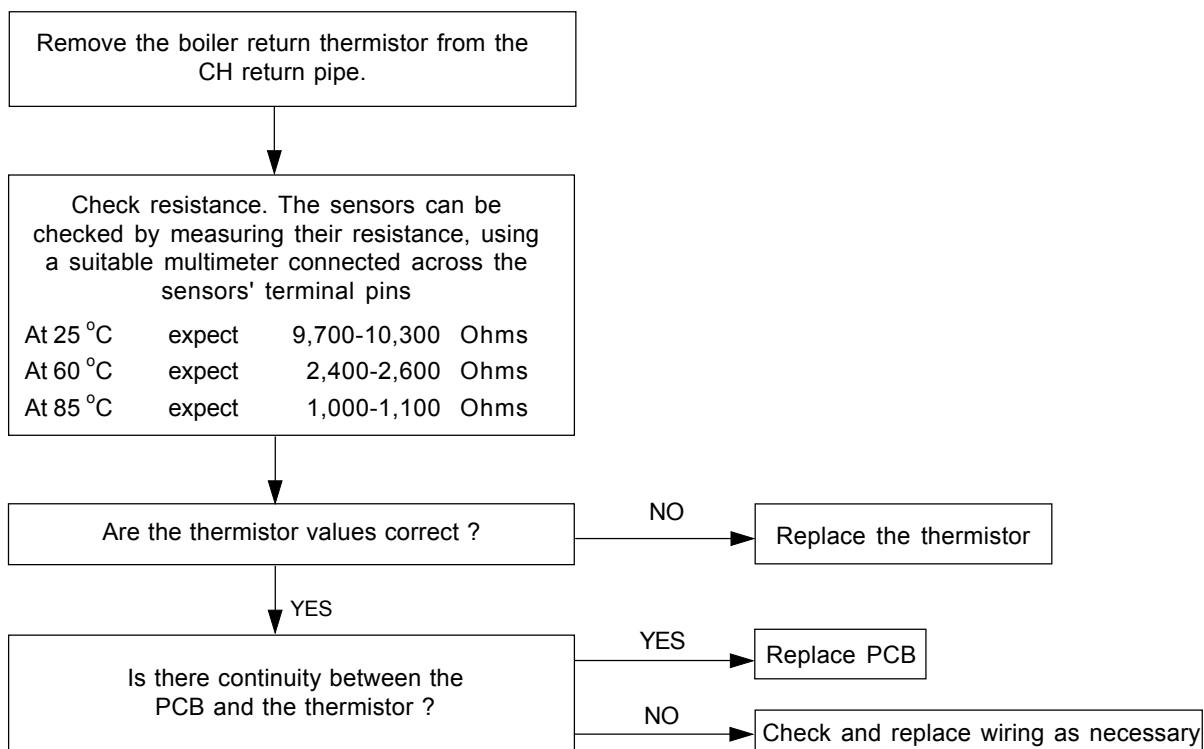 Remove the boiler return thermistor from the
CH return pipe.
Check resistance. The sensors can be
checked by measuring their resistance, using
a suitable multimeter connected across the
sensors' terminal pins
At 25 °C expect 9,700-10,300 Ohms
At 60 °C expect 2,400-2,600 Ohms
At 85 °C expect 1,000-1,100 Ohms
Are the thermistor values correct ?
NO
Replace the thermistor
YES
Is there continuity between the
PCB and the thermistor ?
YES
Replace PCB
NO
Check and replace wiring as necessary